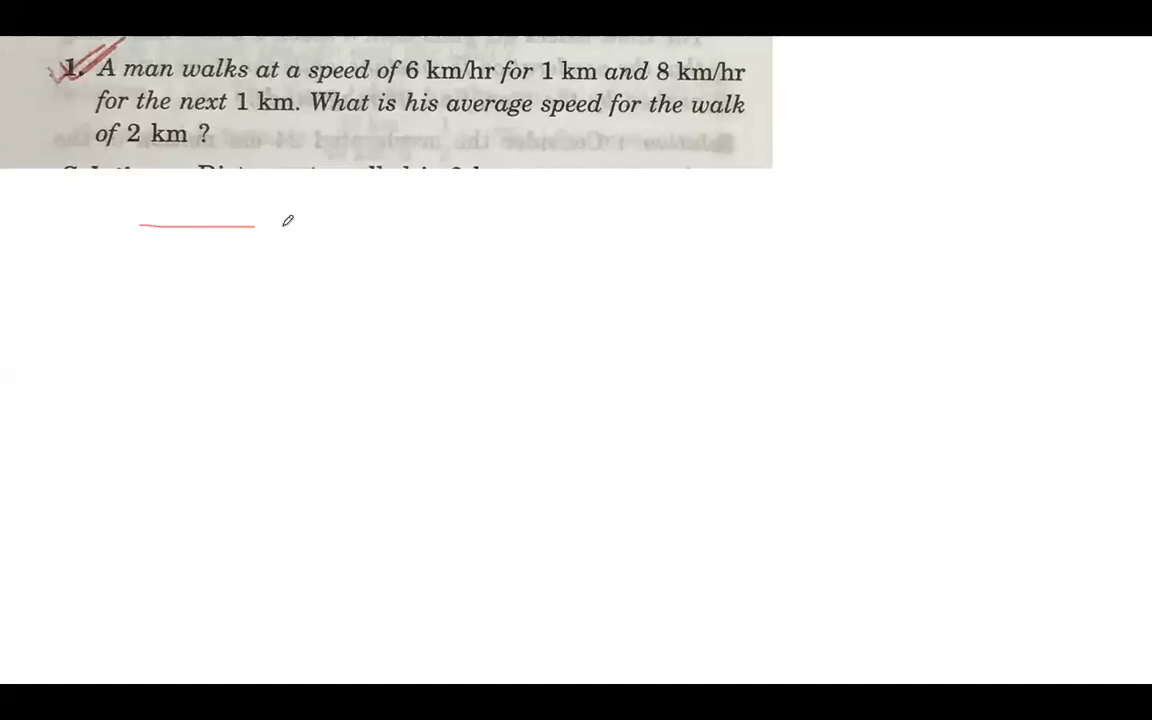 1. A man walks at a speed of 6 km/hr for 1 km and 8 km/hr
for the next 1 km. What is his average speed for the walk
of 2 km ?